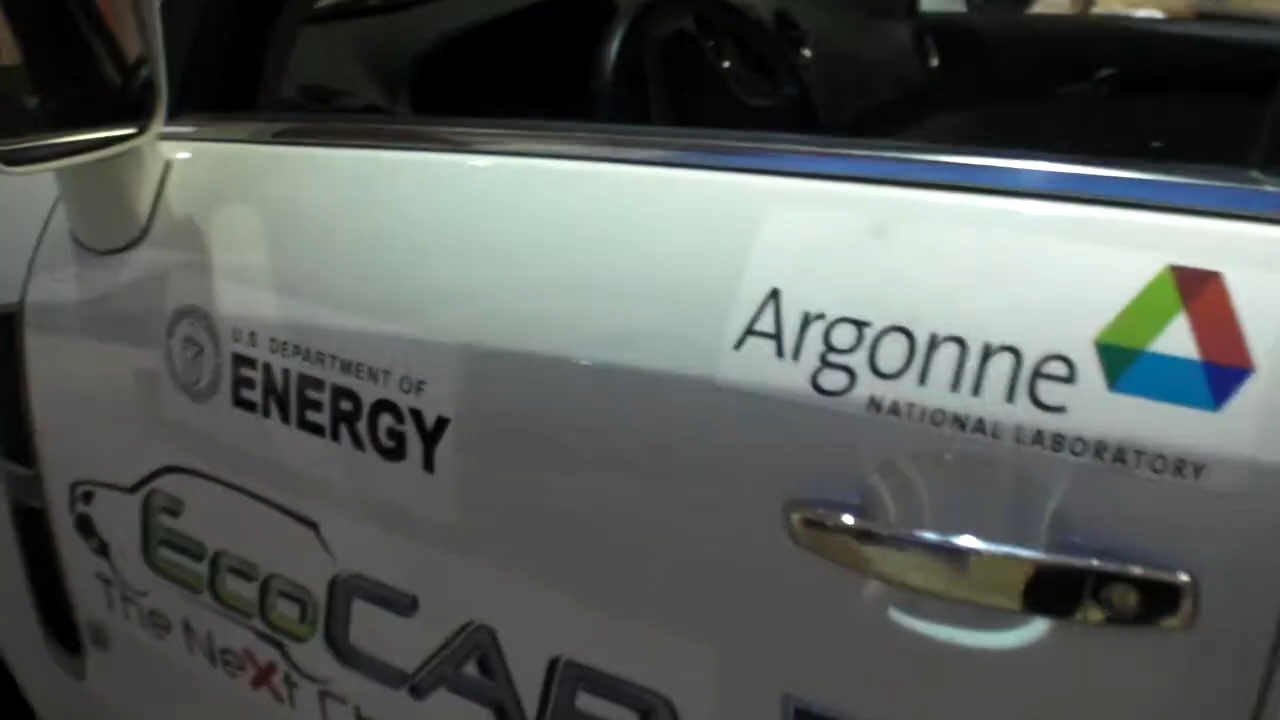 U.S. DEPARTMENT OF
ENERGY
Argonne
NATIONAL LABORATORY
EcoCAR
The NeXt